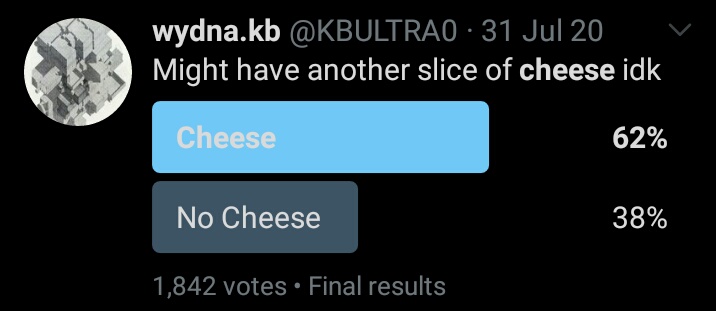 wydna.kb @KBULTRA0 · 31 Jul 20
Might have another slice of cheese idk
Cheese 62%
No Cheese 38%
1,842 votes • Final results